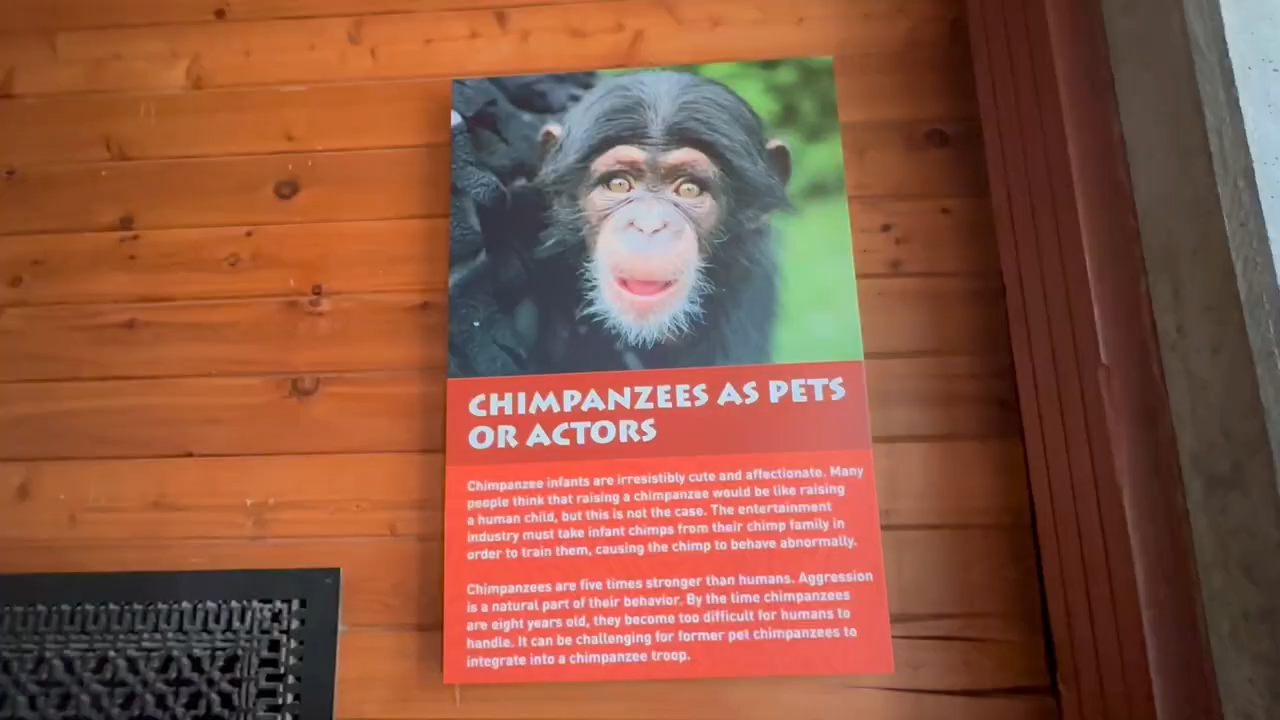 CHIMPANZEES AS PETS
OR ACTORS
Chimpanzee infants are irresistibly cute and affectionate. Many
people think that raising a chimpanzee would be like raising
a human child, but this is not the case. The entertainment
industry must take infant chimps from their chimp family in
order to train them, causing the chimp to behave abnormally.
Chimpanzees are five times stronger than humans. Aggression
is a natural part of their behavior. By the time chimpanzees
are eight years old, they become too difficult for humans to
handle. It can be challenging for former pet chimpanzees to
integrate into a chimpanzee troop.